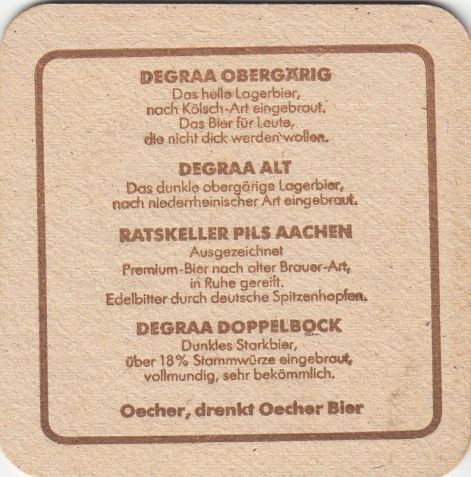 DEGRAA OBERGÄRIG
Das helle Lagerbier,
nach Kölsch-Art eingebraut.
Das Bier für Leute,
die nicht dick werden wollen.
DEGRAA ALT
Das dunkle obergärige Lagerbier,
nach niederrheinischer Art eingebraut.
RATSKELLER PILS AACHEN
Ausgezeichnet
Premium-Bier nach alter Brauer-Art,
in Ruhe gereift.
Edelbitter durch deutsche Spitzenhopfen.
DEGRAA DOPPELBOCK
Dunkles Starkbier,
über 18% Stammwürze eingebraut,
vollmundig, sehr bekömmlich.
Oecher, drenkt Oecher Bier